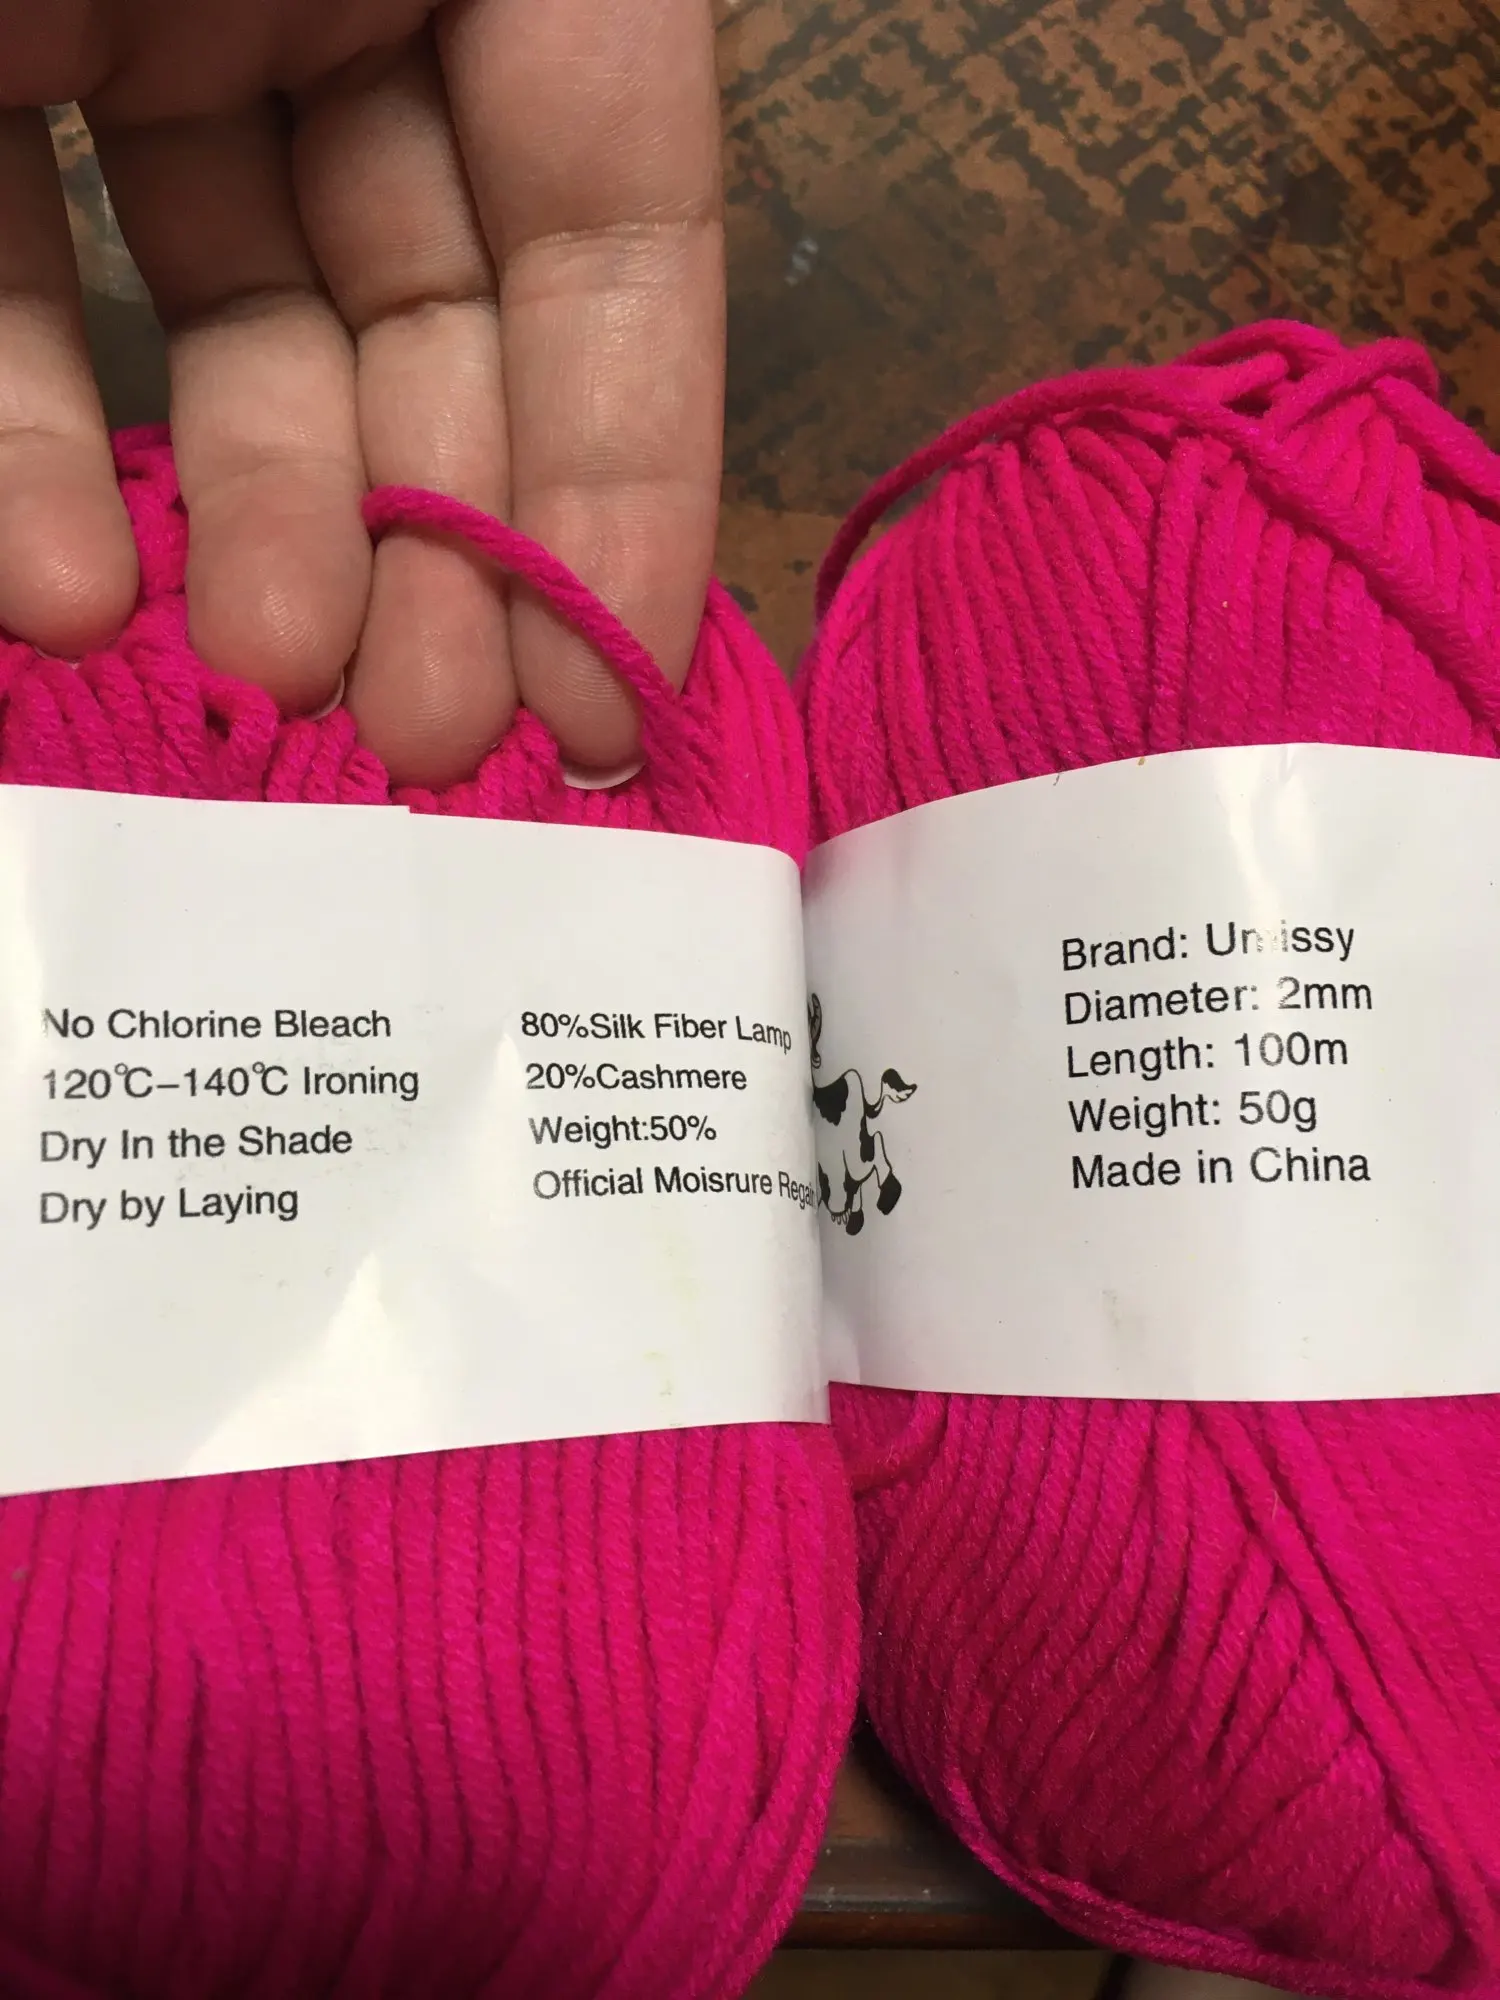 No Chlorine Bleach
120℃-140℃ Ironing
Dry In the Shade
Dry by Laying
80%Silk Fiber Lamp
20%Cashmere
Weight:50%
Official Moisrure
Brand:
Diameter: 2mm
Length: 100m
Weight: 50g
Made in China